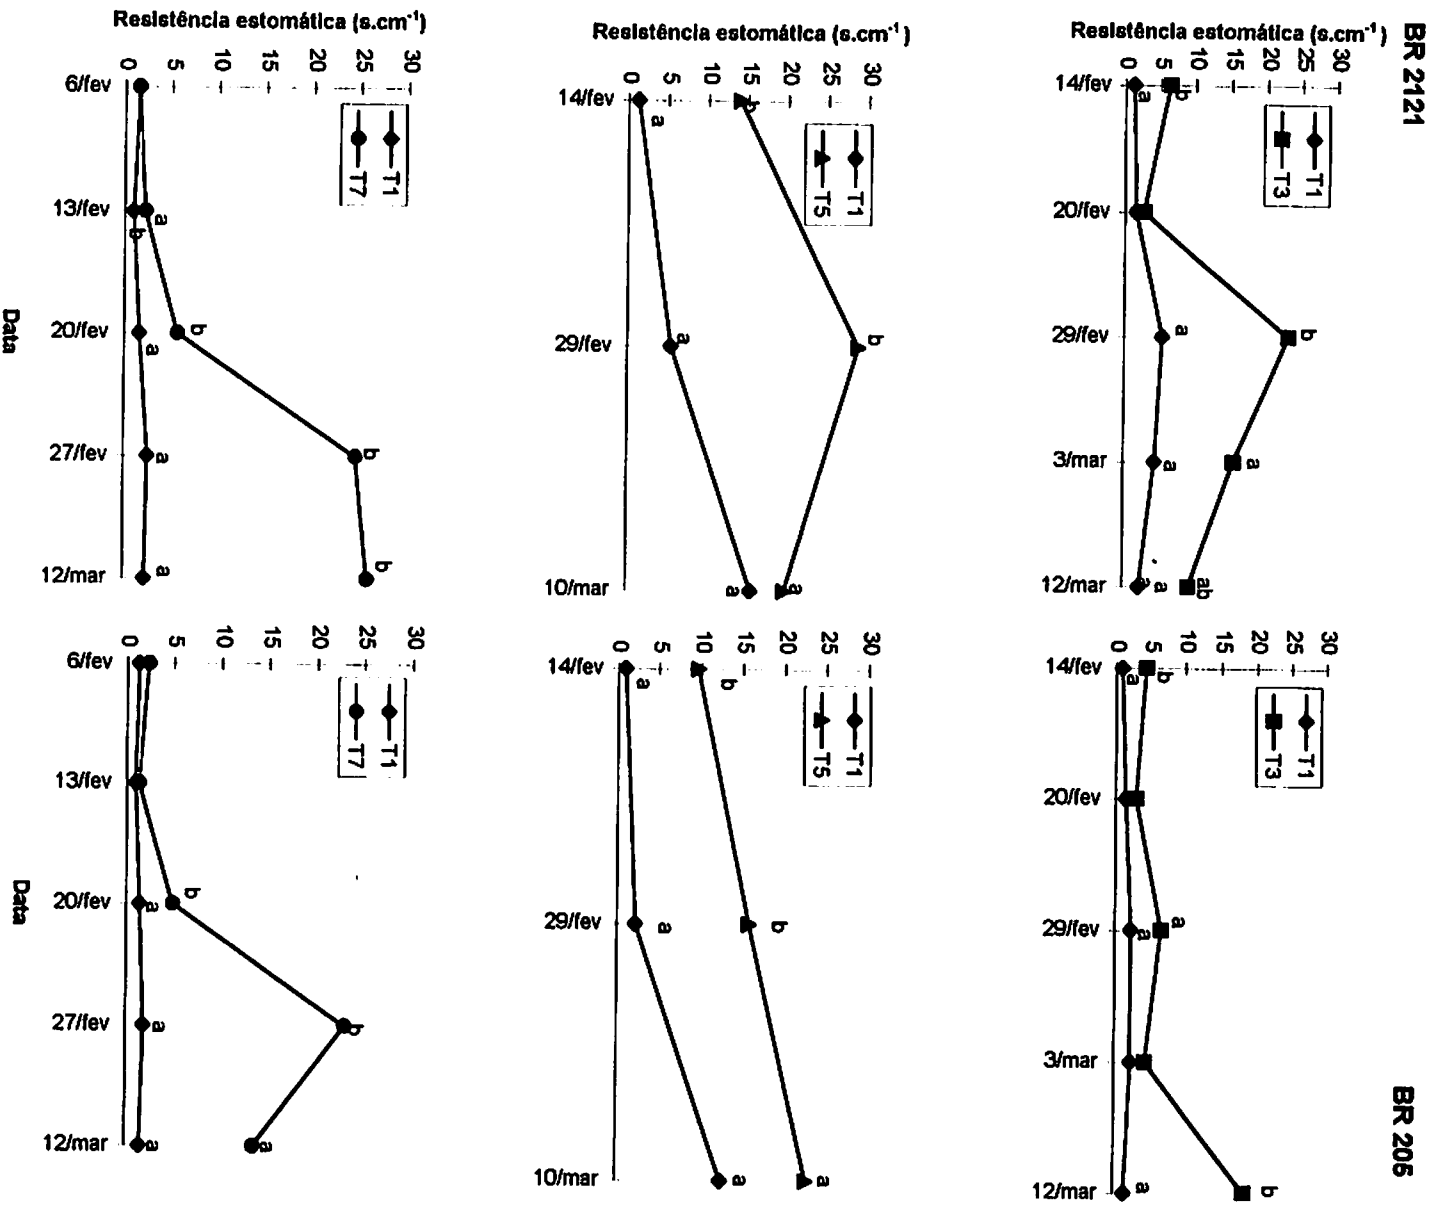 BR 2121
Resistência estomática (s.cm⁻¹)
30
25
20
15
10
5
0
T1
T3
b
a
b
a
a
a
ab
a
a
14/fev
20/fev
29/fev
3/mar
12/mar
BR 206
30
25
20
15
10
5
0
T1
T3
b
a
a
a
b
a
14/fev
20/fev
29/fev
3/mar
12/mar
Resistência estomática (s.cm⁻¹)
30
25
20
15
10
5
0
T1
T5
b
a
b
a
a
a
14/fev
29/fev
10/mar
30
25
20
15
10
5
0
T1
T5
b
a
b
a
a
a
14/fev
29/fev
10/mar
Resistência estomática (s.cm⁻¹)
30
25
20
15
10
5
0
T1
T7
a
b
b
a
b
a
b
a
6/fev
13/fev
20/fev
27/fev
12/mar
Data
30
25
20
15
10
5
0
T1
T7
b
a
b
a
a
a
6/fev
13/fev
20/fev
27/fev
12/mar
Data